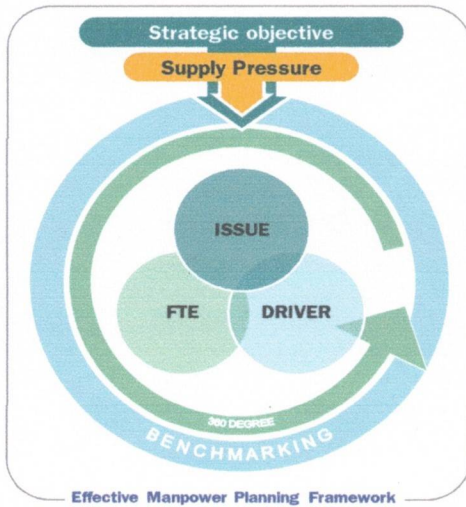 Strategic objective
Supply Pressure
ISSUE
FTE
DRIVER
360 DEGREE
BENCHMARKING
Effective Manpower Planning Framework